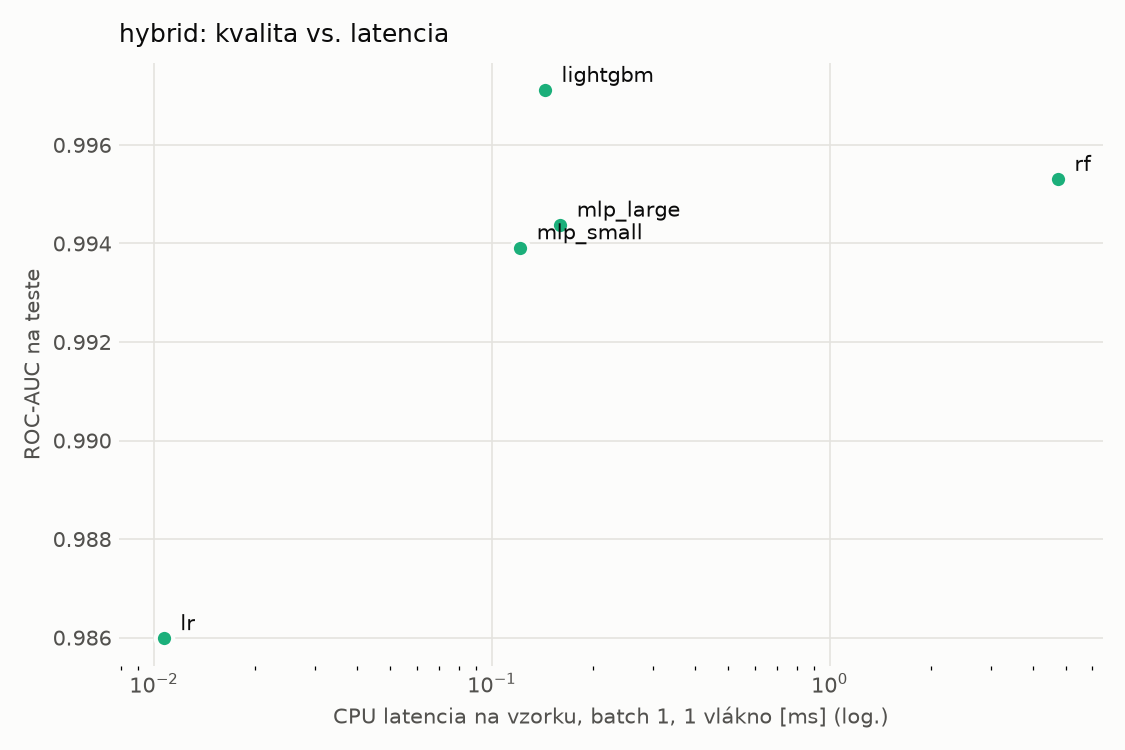 hybrid: kvalita vs. latencia
lightgbm
0.996
rf
mlp_large
mlp_small
0.994
0.992
ROC-AUC na teste
0.990
0.988
lr
0.986
10⁻² 10⁻¹ 10⁰
CPU latencia na vzorku, batch 1, 1 vlákno [ms] (log.)